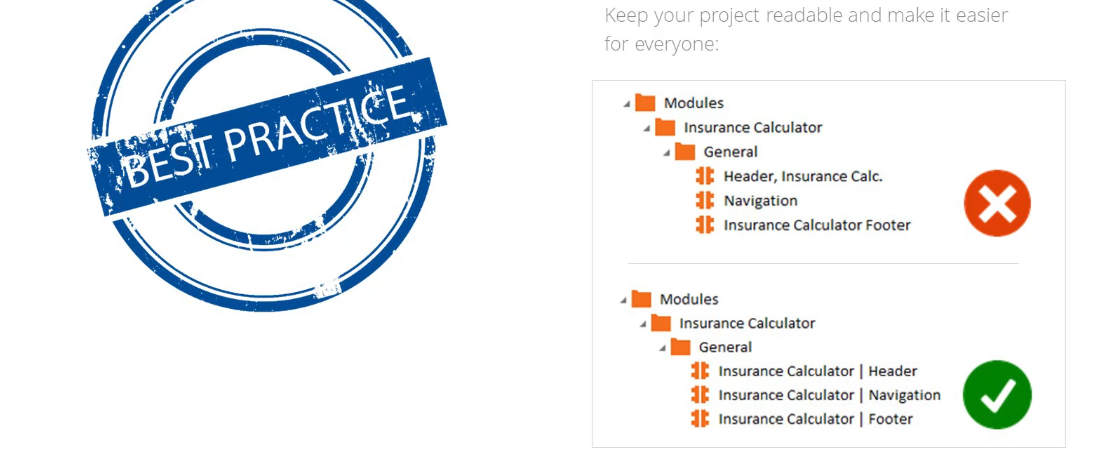 BEST PRACTICE
Keep your project readable and make it easier
for everyone:
Modules
Insurance Calculator
General
Header, Insurance Calc.
Navigation
Insurance Calculator Footer
Modules
Insurance Calculator
General
Insurance Calculator | Header
Insurance Calculator | Navigation
Insurance Calculator | Footer